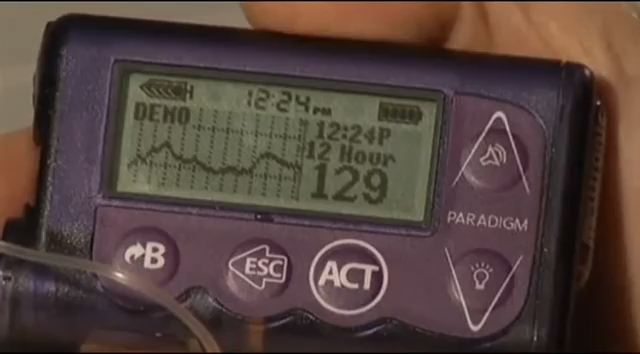 H
12:24PM
DEMO
12:24P
12 Hour
129
PARADIGM
B
ESC
ACT